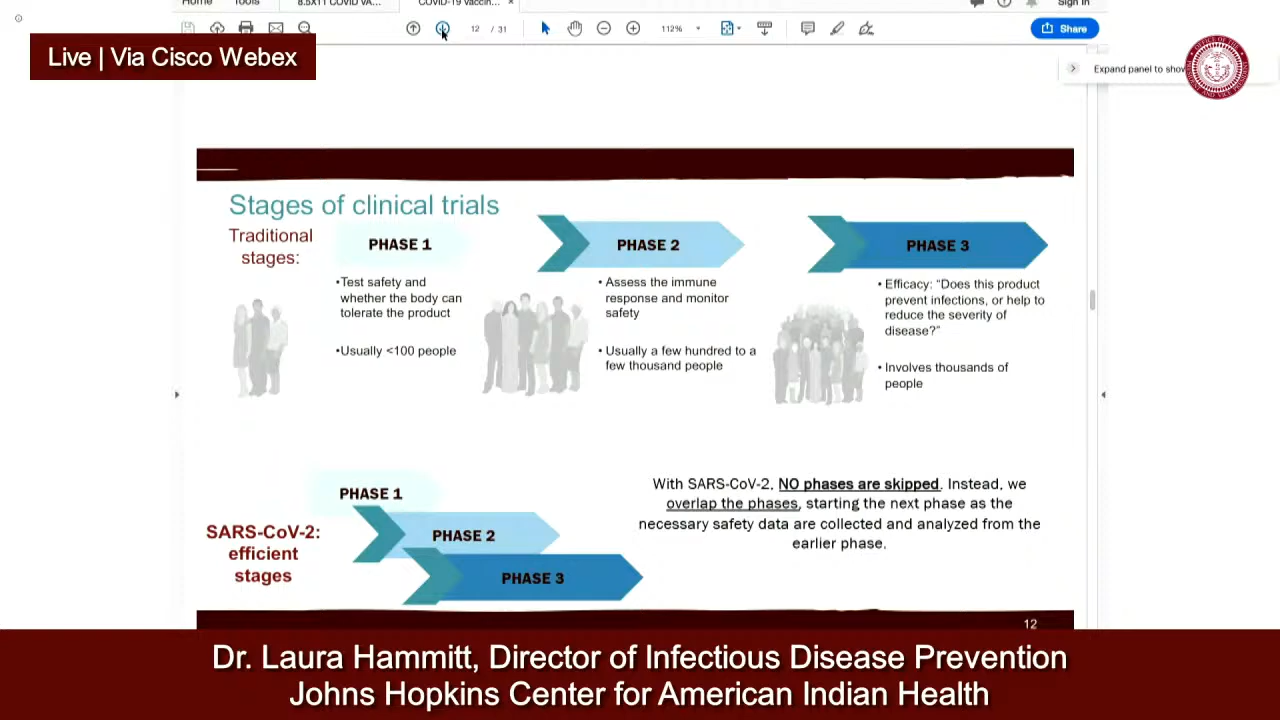 Home
Tools
8.5X11 COVID VA...
COVID-19 Vaccin...
Sign In
12 / 31
112%
Share
Live | Via Cisco Webex
Expand panel to show
Stages of clinical trials
Traditional
stages:
PHASE 1
•Test safety and
whether the body can
tolerate the product
•Usually <100 people
PHASE 2
• Assess the immune
response and monitor
safety
• Usually a few hundred to a
few thousand people
PHASE 3
• Efficacy: “Does this product
prevent infections, or help to
reduce the severity of
disease?”
• Involves thousands of
people
SARS-CoV-2:
efficient
stages
PHASE 1
PHASE 2
PHASE 3
With SARS-CoV-2, NO phases are skipped. Instead, we
overlap the phases, starting the next phase as the
necessary safety data are collected and analyzed from the
earlier phase.
12
Dr. Laura Hammitt, Director of Infectious Disease Prevention
Johns Hopkins Center for American Indian Health